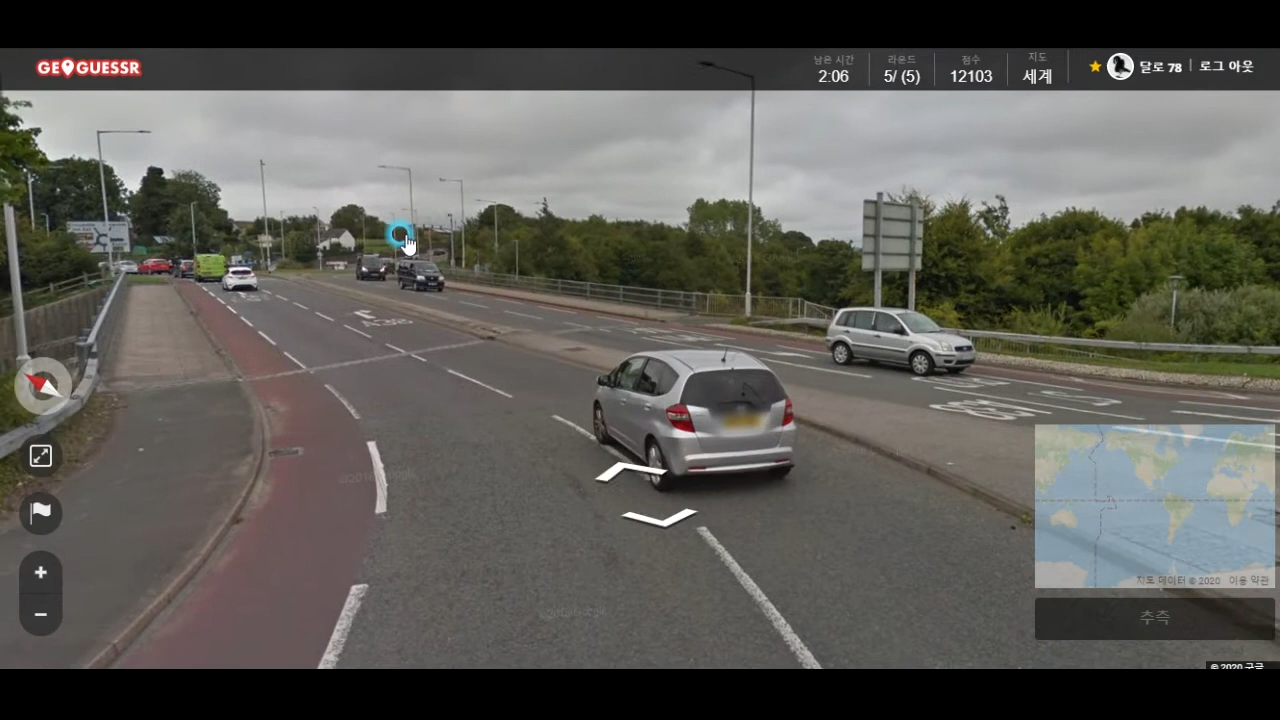 GEOGUESSR
남은 시간
2:06
라운드
5/ (5)
점수
12103
지도
세계
달로 78 | 로그 아웃
지도 데이터 © 2020 이용 약관
추측
© 2020 구글